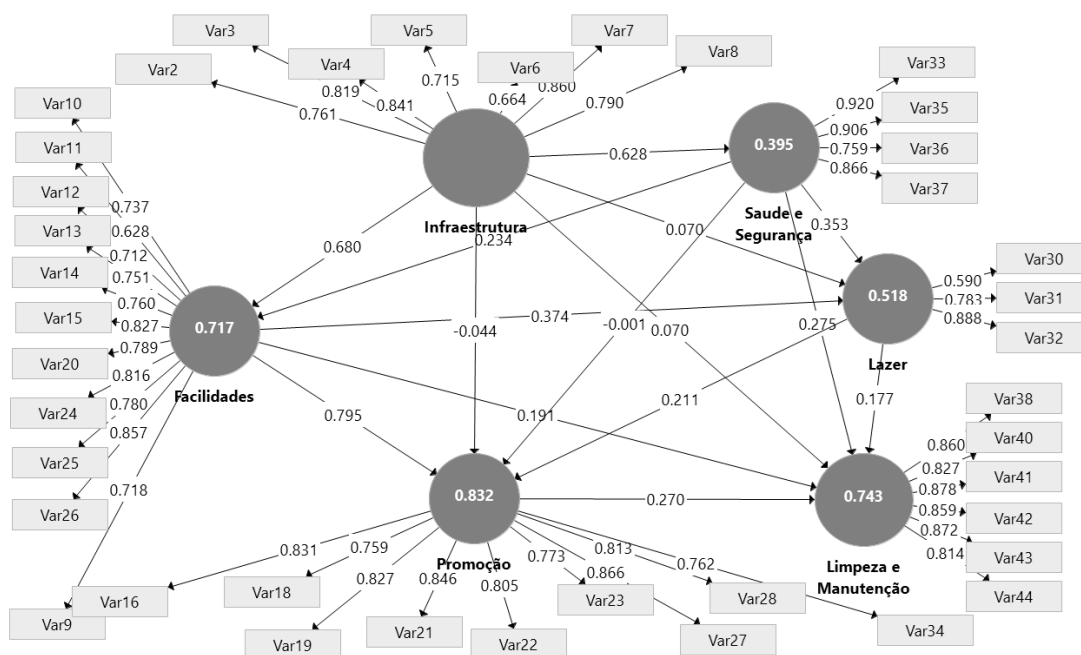 Var3
Var5
Var7
Var2
Var4
Var6
Var8
Var33
Var10
0.715
0.819
0.841
0.664
0.860
0.790
0.920
Var35
0.761
0.906
Var11
0.628
0.395
0.759
Var36
0.866
Var12
Var37
0.737
Infraestrutura
Saude e
Segurança
0.628
0.234
0.070
0.353
Var13
0.712
0.680
Var30
Var14
0.751
0.590
0.760
0.518
0.783
Var31
Var15
0.827
0.717
-0.044
0.374
-0.001
0.070
0.275
0.888
Var32
0.789
Var20
Lazer
0.816
Facilidades
0.211
0.177
Var38
Var24
0.780
0.795
0.191
0.860
Var40
0.857
0.827
Var25
0.878
Var41
0.718
0.832
0.270
0.743
0.859
Var26
0.872
Var42
0.814
0.831
0.759
Promoção
0.773
0.813
0.762
Limpeza e
Manutenção
Var43
0.827
0.846
0.805
0.866
Var16
Var18
Var23
Var28
Var44
Var9
Var19
Var21
Var22
Var27
Var34